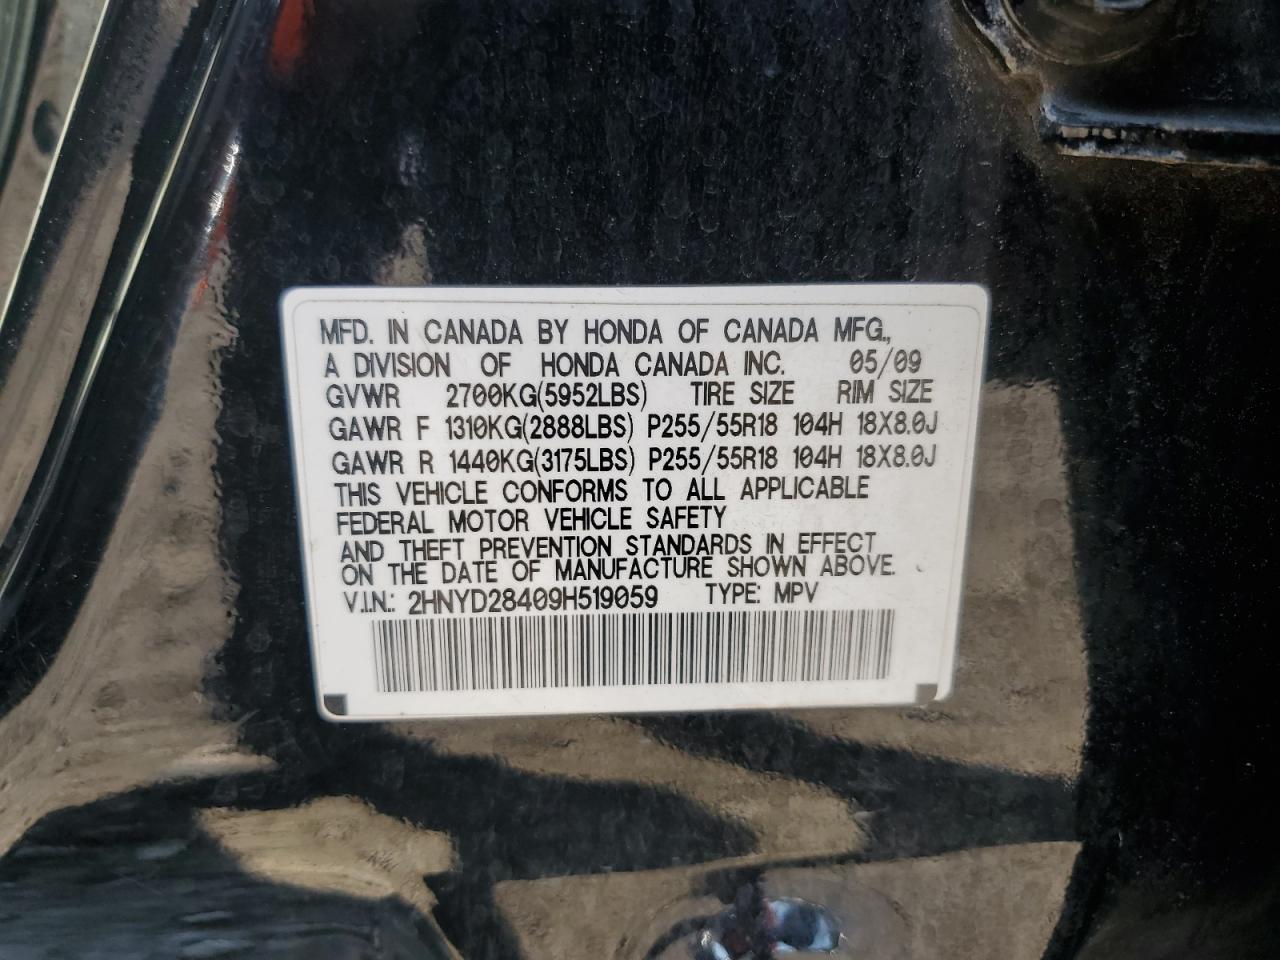 MFD. IN CANADA BY HONDA OF CANADA MFG.,
A DIVISION OF HONDA CANADA INC. 05/09
GVWR 2700KG(5952LBS) TIRE SIZE RIM SIZE
GAWR F 1310KG(2888LBS) P255/55R18 104H 18X8.0J
GAWR R 1440KG(3175LBS) P255/55R18 104H 18X8.0J
THIS VEHICLE CONFORMS TO ALL APPLICABLE
FEDERAL MOTOR VEHICLE SAFETY
AND THEFT PREVENTION STANDARDS IN EFFECT
ON THE DATE OF MANUFACTURE SHOWN ABOVE.
V.I.N.: 2HNYD28409H519059 TYPE: MPV